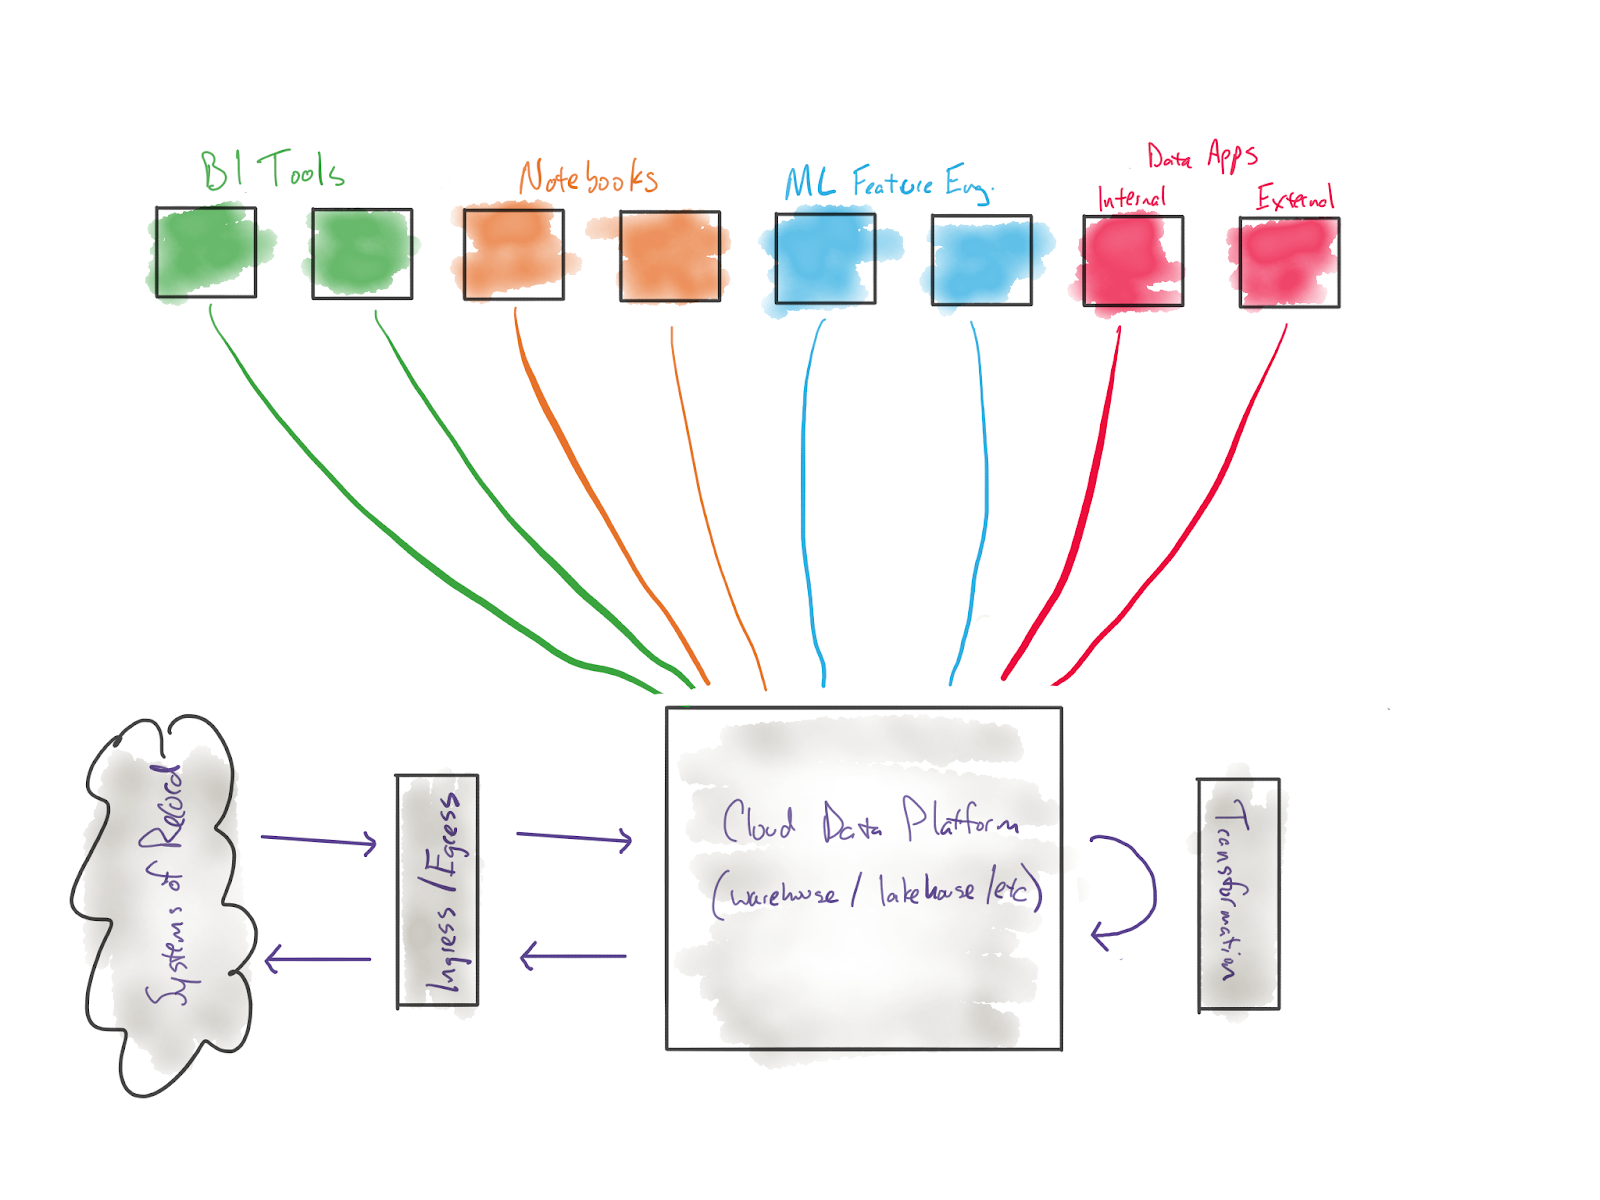 BI Tools
Notebooks
ML Feature Eng.
Data Apps
Internal
External
Systems of Record
Ingress / Egress
Cloud Data Platform
(warehouse / lakehouse / etc)
Transformation